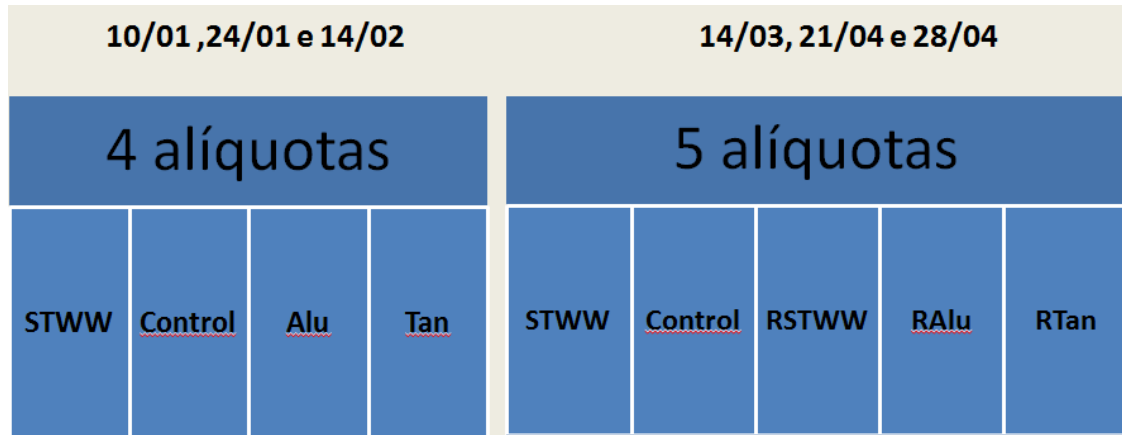 10/01 ,24/01 e 14/02
14/03, 21/04 e 28/04
4 alíquotas
5 alíquotas
STWW Control Alu Tan
STWW Control RSTWW RAlu RTan